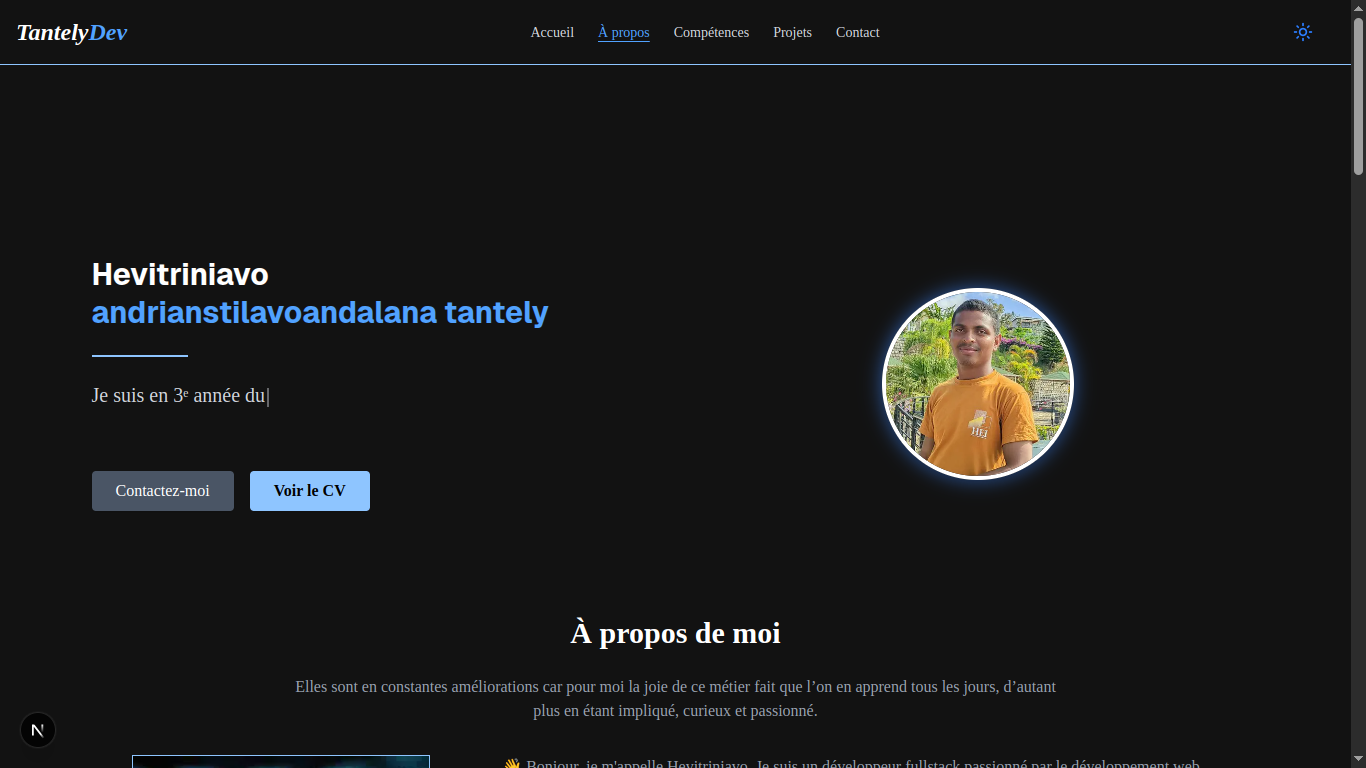 TantelyDev
Accueil À propos Compétences Projets Contact
Hevitriniavo
andrianstilavoandalana tantely
Je suis en 3ᵉ année du|
Contactez-moi Voir le CV
HEI
À propos de moi
Elles sont en constantes améliorations car pour moi la joie de ce métier fait que l’on en apprend tous les jours, d’autant
plus en étant impliqué, curieux et passionné.
N
👋 Bonjour, je m'appelle Hevitriniavo. Je suis un développeur fullstack passionné par le développement web